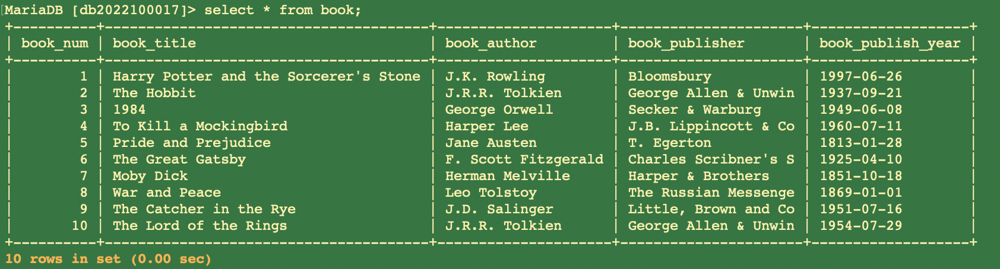 MariaDB [db2022100017]> select * from book;
+----------+---------------------------------------+---------------------+----------------------+-------------------+
| book_num | book_title                            | book_author         | book_publisher       | book_publish_year |
+----------+---------------------------------------+---------------------+----------------------+-------------------+
|        1 | Harry Potter and the Sorcerer's Stone | J.K. Rowling        | Bloomsbury           | 1997-06-26        |
|        2 | The Hobbit                            | J.R.R. Tolkien      | George Allen & Unwin | 1937-09-21        |
|        3 | 1984                                  | George Orwell       | Secker & Warburg     | 1949-06-08        |
|        4 | To Kill a Mockingbird                 | Harper Lee          | J.B. Lippincott & Co | 1960-07-11        |
|        5 | Pride and Prejudice                   | Jane Austen         | T. Egerton           | 1813-01-28        |
|        6 | The Great Gatsby                      | F. Scott Fitzgerald | Charles Scribner's S | 1925-04-10        |
|        7 | Moby Dick                             | Herman Melville     | Harper & Brothers    | 1851-10-18        |
|        8 | War and Peace                         | Leo Tolstoy         | The Russian Messenge | 1869-01-01        |
|        9 | The Catcher in the Rye                | J.D. Salinger       | Little, Brown and Co | 1951-07-16        |
|       10 | The Lord of the Rings                 | J.R.R. Tolkien      | George Allen & Unwin | 1954-07-29        |
+----------+---------------------------------------+---------------------+----------------------+-------------------+
10 rows in set (0.00 sec)